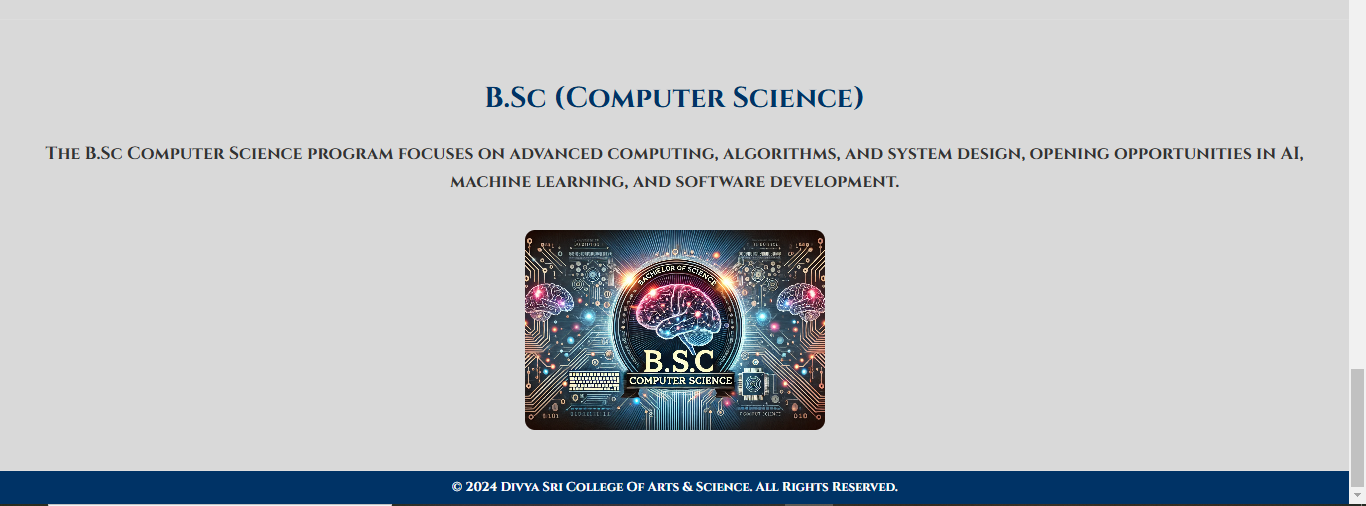 B.Sc (Computer Science)
The B.Sc Computer Science program focuses on advanced computing, algorithms, and system design, opening opportunities in AI,
machine learning, and software development.
BACHIELOR OF SCIENCE
B.S.C
COMPUTER SCIENCE
© 2024 Divya Sri College Of Arts & Science. All Rights Reserved.